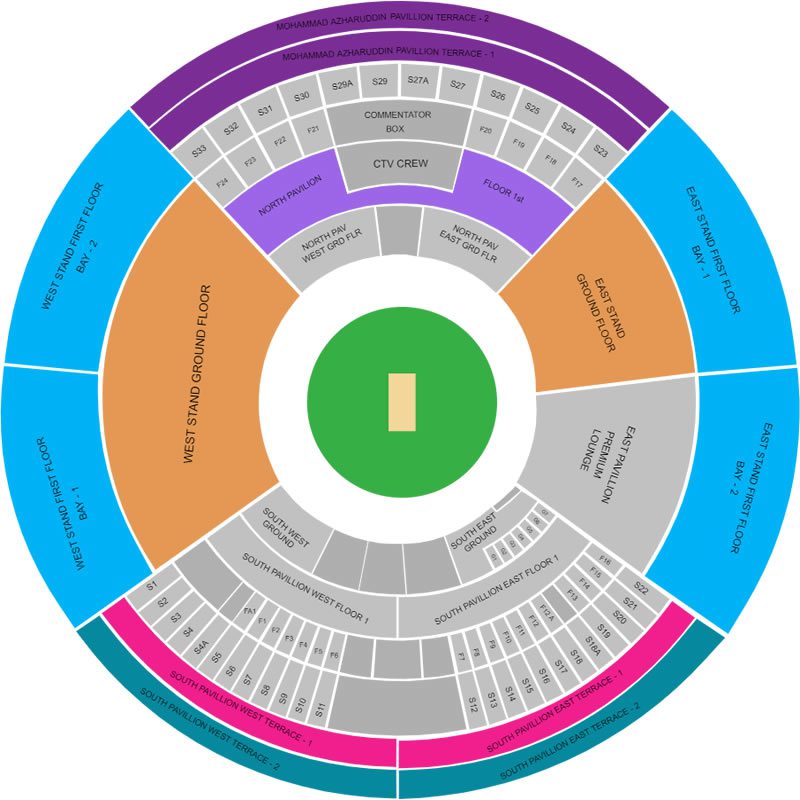 MOHAMMAD AZHARUDDIN PAVILLION TERRACE - 2
MOHAMMAD AZHARUDDIN PAVILLION TERRACE - 1
S33
S32
S31
S30
S29A
S29
S27A
S27
S26
S25
S24
S23
F24
F23
F22
F21
COMMENTATOR
BOX
F20
F19
F18
F17
CTV CREW
NORTH PAVILION
FLOOR 1st
NORTH PAV
WEST GRD FLR
NORTH PAV
EAST GRD FLR
WEST STAND FIRST FLOOR
BAY - 2
EAST STAND FIRST FLOOR
BAY - 1
WEST STAND GROUND FLOOR
EAST STAND
GROUND FLOOR
WEST STAND FIRST FLOOR
BAY - 1
EAST PAVILLION
PREMIUM
LOUNGE
EAST STAND FIRST FLOOR
BAY - 2
SOUTH WEST
GROUND
SOUTH EAST
GROUND
G1
G2
G3
G4
G5
G6
G7
SOUTH PAVILLION WEST FLOOR 1
SOUTH PAVILLION EAST FLOOR 1
FA1
F1
F2
F3
F4
F5
F6
F7
F8
F9
F10
F11
F12
F12 A
F13
F14
F15
F16
S1
S2
S3
S4
S4A
S5
S6
S7
S8
S9
S10
S11
S12
S13
S14
S15
S16
S17
S18
S18A
S19
S20
S21
S22
SOUTH PAVILLION WEST TERRACE - 1
SOUTH PAVILLION EAST TERRACE - 1
SOUTH PAVILLION WEST TERRACE - 2
SOUTH PAVILLION EAST TERRACE - 2